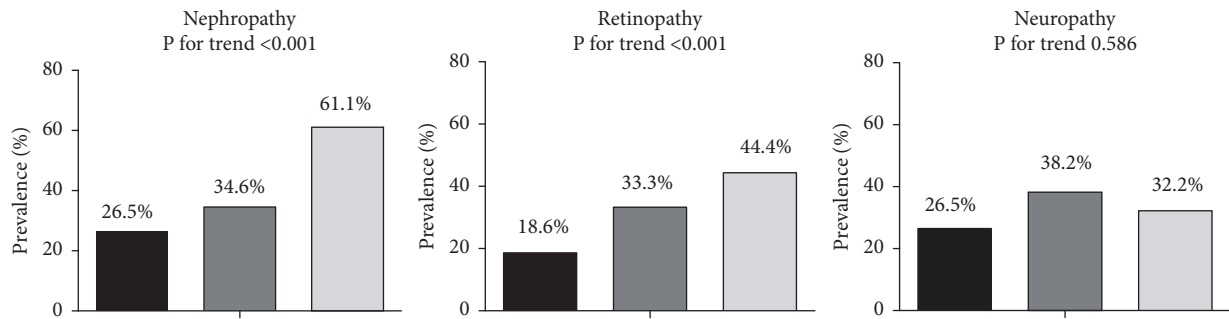 Nephropathy
P for trend <0.001
Prevalence (%)
80
60
40
20
0
26.5%
34.6%
61.1%
Retinopathy
P for trend <0.001
Prevalence (%)
80
60
40
20
0
18.6%
33.3%
44.4%
Neuropathy
P for trend 0.586
Prevalence (%)
80
60
40
20
0
26.5%
38.2%
32.2%